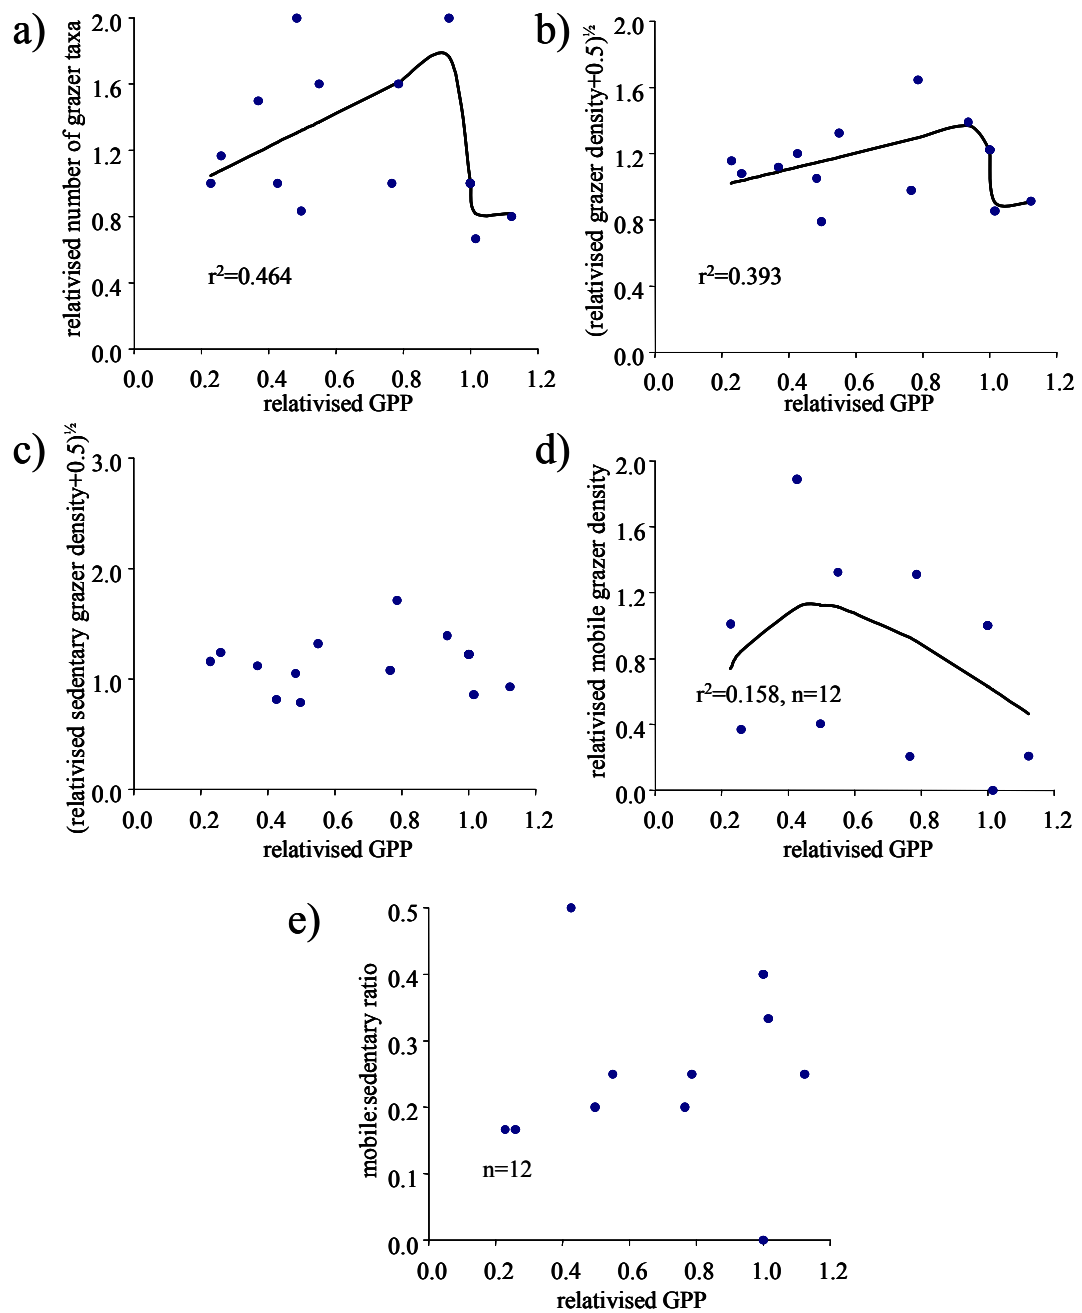 a)
relativised number of grazer taxa
2.0
1.6
1.2
0.8
0.4
0.0
r²=0.464
0.0 0.2 0.4 0.6 0.8 1.0 1.2
relativised GPP
b)
(relativised grazer density+0.5)^½
2.0
1.6
1.2
0.8
0.4
0.0
r²=0.393
0.0 0.2 0.4 0.6 0.8 1.0 1.2
relativised GPP
c)
(relativised sedentary grazer density+0.5)^½
3.0
2.0
1.0
0.0
0.0 0.2 0.4 0.6 0.8 1.0 1.2
relativised GPP
d)
relativised mobile grazer density
2.0
1.6
1.2
0.8
0.4
0.0
r²=0.158, n=12
0.0 0.2 0.4 0.6 0.8 1.0 1.2
relativised GPP
e)
mobile:sedentary ratio
0.5
0.4
0.3
0.2
0.1
0.0
n=12
0.0 0.2 0.4 0.6 0.8 1.0 1.2
relativised GPP